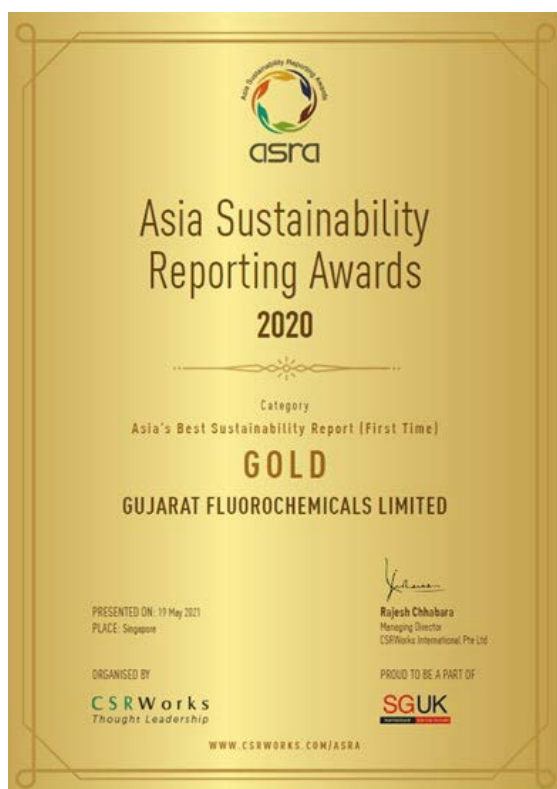 Asia Sustainability Reporting Awards
asra
Asia Sustainability
Reporting Awards
2020
Category
Asia's Best Sustainability Report (First Time)
GOLD
GUJARAT FLUOROCHEMICALS LIMITED
PRESENTED ON: 19 May 2021
PLACE: Singapore
Rajesh Chhabara
Managing Director
CSRWorks International Pte Ltd
ORGANISED BY
CSRWorks
Thought Leadership
PROUD TO BE A PART OF
SGUK
WWW.CSRWORKS.COM/ASRA